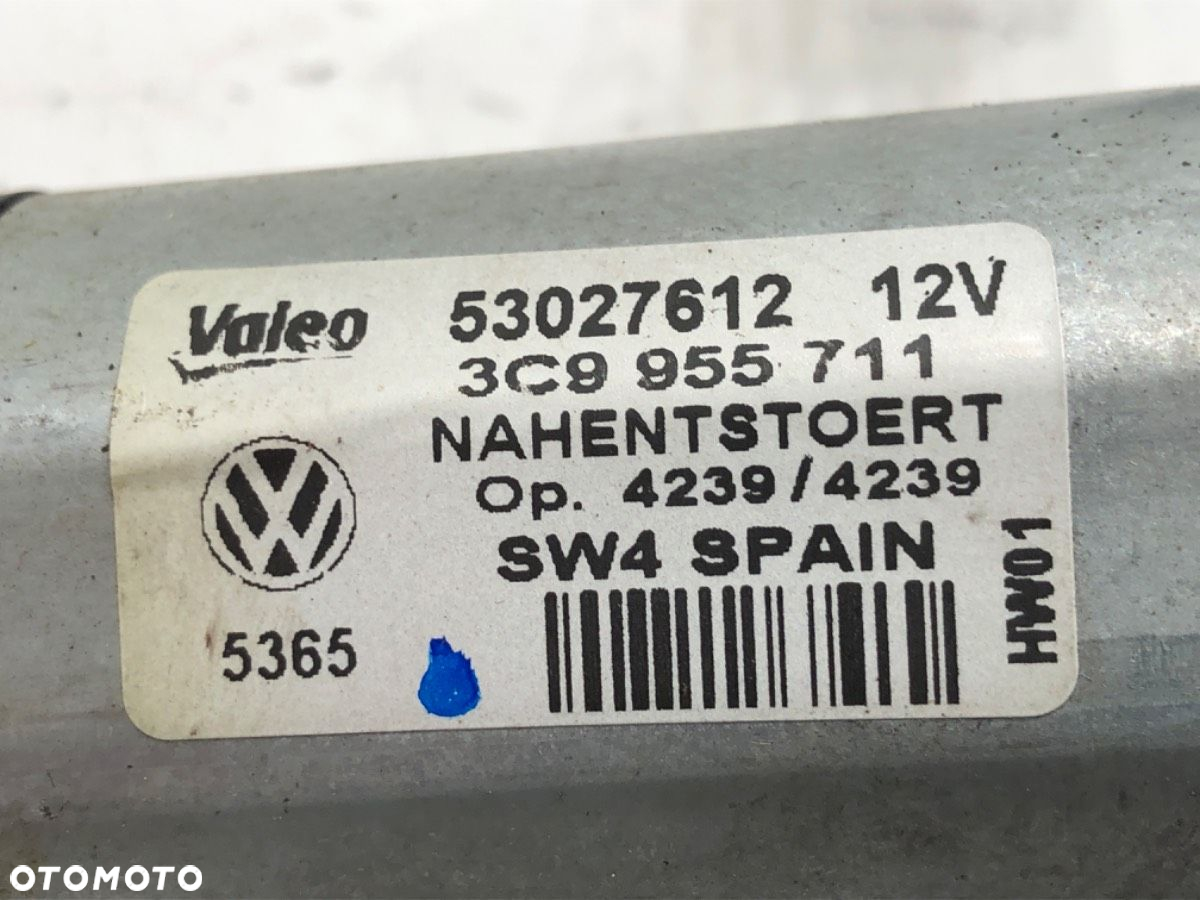 Valeo 53027612 12V
3C9 955 711
NAHENTSTOERT
Op. 4239/4239
SW4 SPAIN
HW01
5365
OTOMOTO